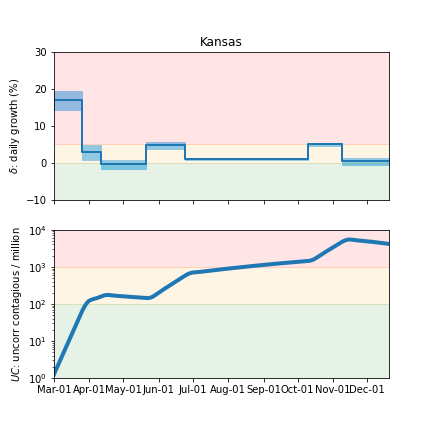 Kansas
30
20
10
0
−10
δ: daily growth (%)
10⁴
10³
10²
10¹
10⁰
UC: uncorr contagious / million
Mar-01 Apr-01 May-01 Jun-01 Jul-01 Aug-01 Sep-01 Oct-01 Nov-01 Dec-01